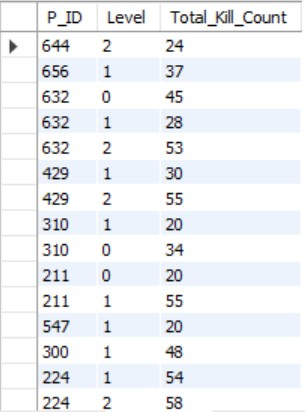 P_ID Level Total_Kill_Count
644 2 24
656 1 37
632 0 45
632 1 28
632 2 53
429 1 30
429 2 55
310 1 20
310 0 34
211 0 20
211 1 55
547 1 20
300 1 48
224 1 54
224 2 58